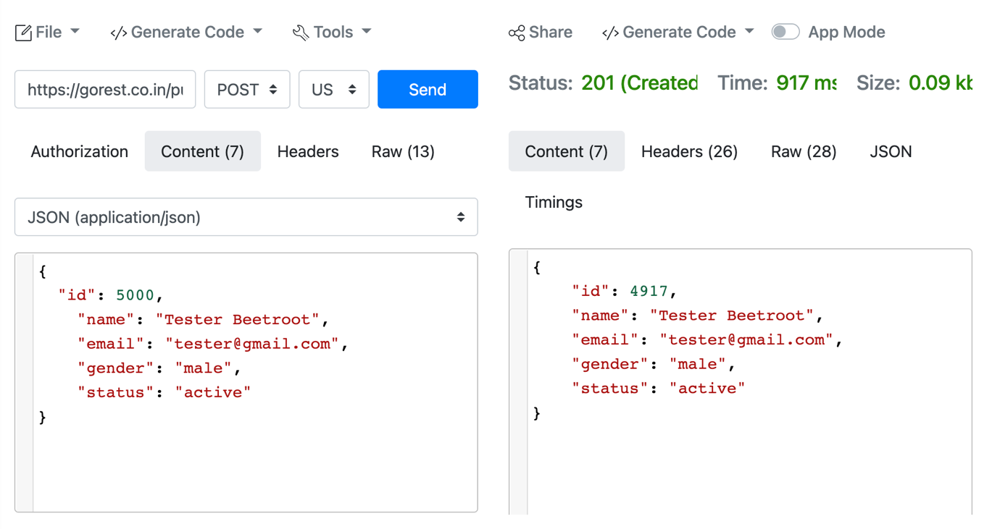 File </> Generate Code Tools
https://gorest.co.in/pu POST US Send
Authorization Content (7) Headers Raw (13)
JSON (application/json)
{
"id": 5000,
"name": "Tester Beetroot",
"email": "tester@gmail.com",
"gender": "male",
"status": "active"
}
Share </> Generate Code App Mode
Status: 201 (Created Time: 917 ms Size: 0.09 kb
Content (7) Headers (26) Raw (28) JSON
Timings
{
"id": 4917,
"name": "Tester Beetroot",
"email": "tester@gmail.com",
"gender": "male",
"status": "active"
}